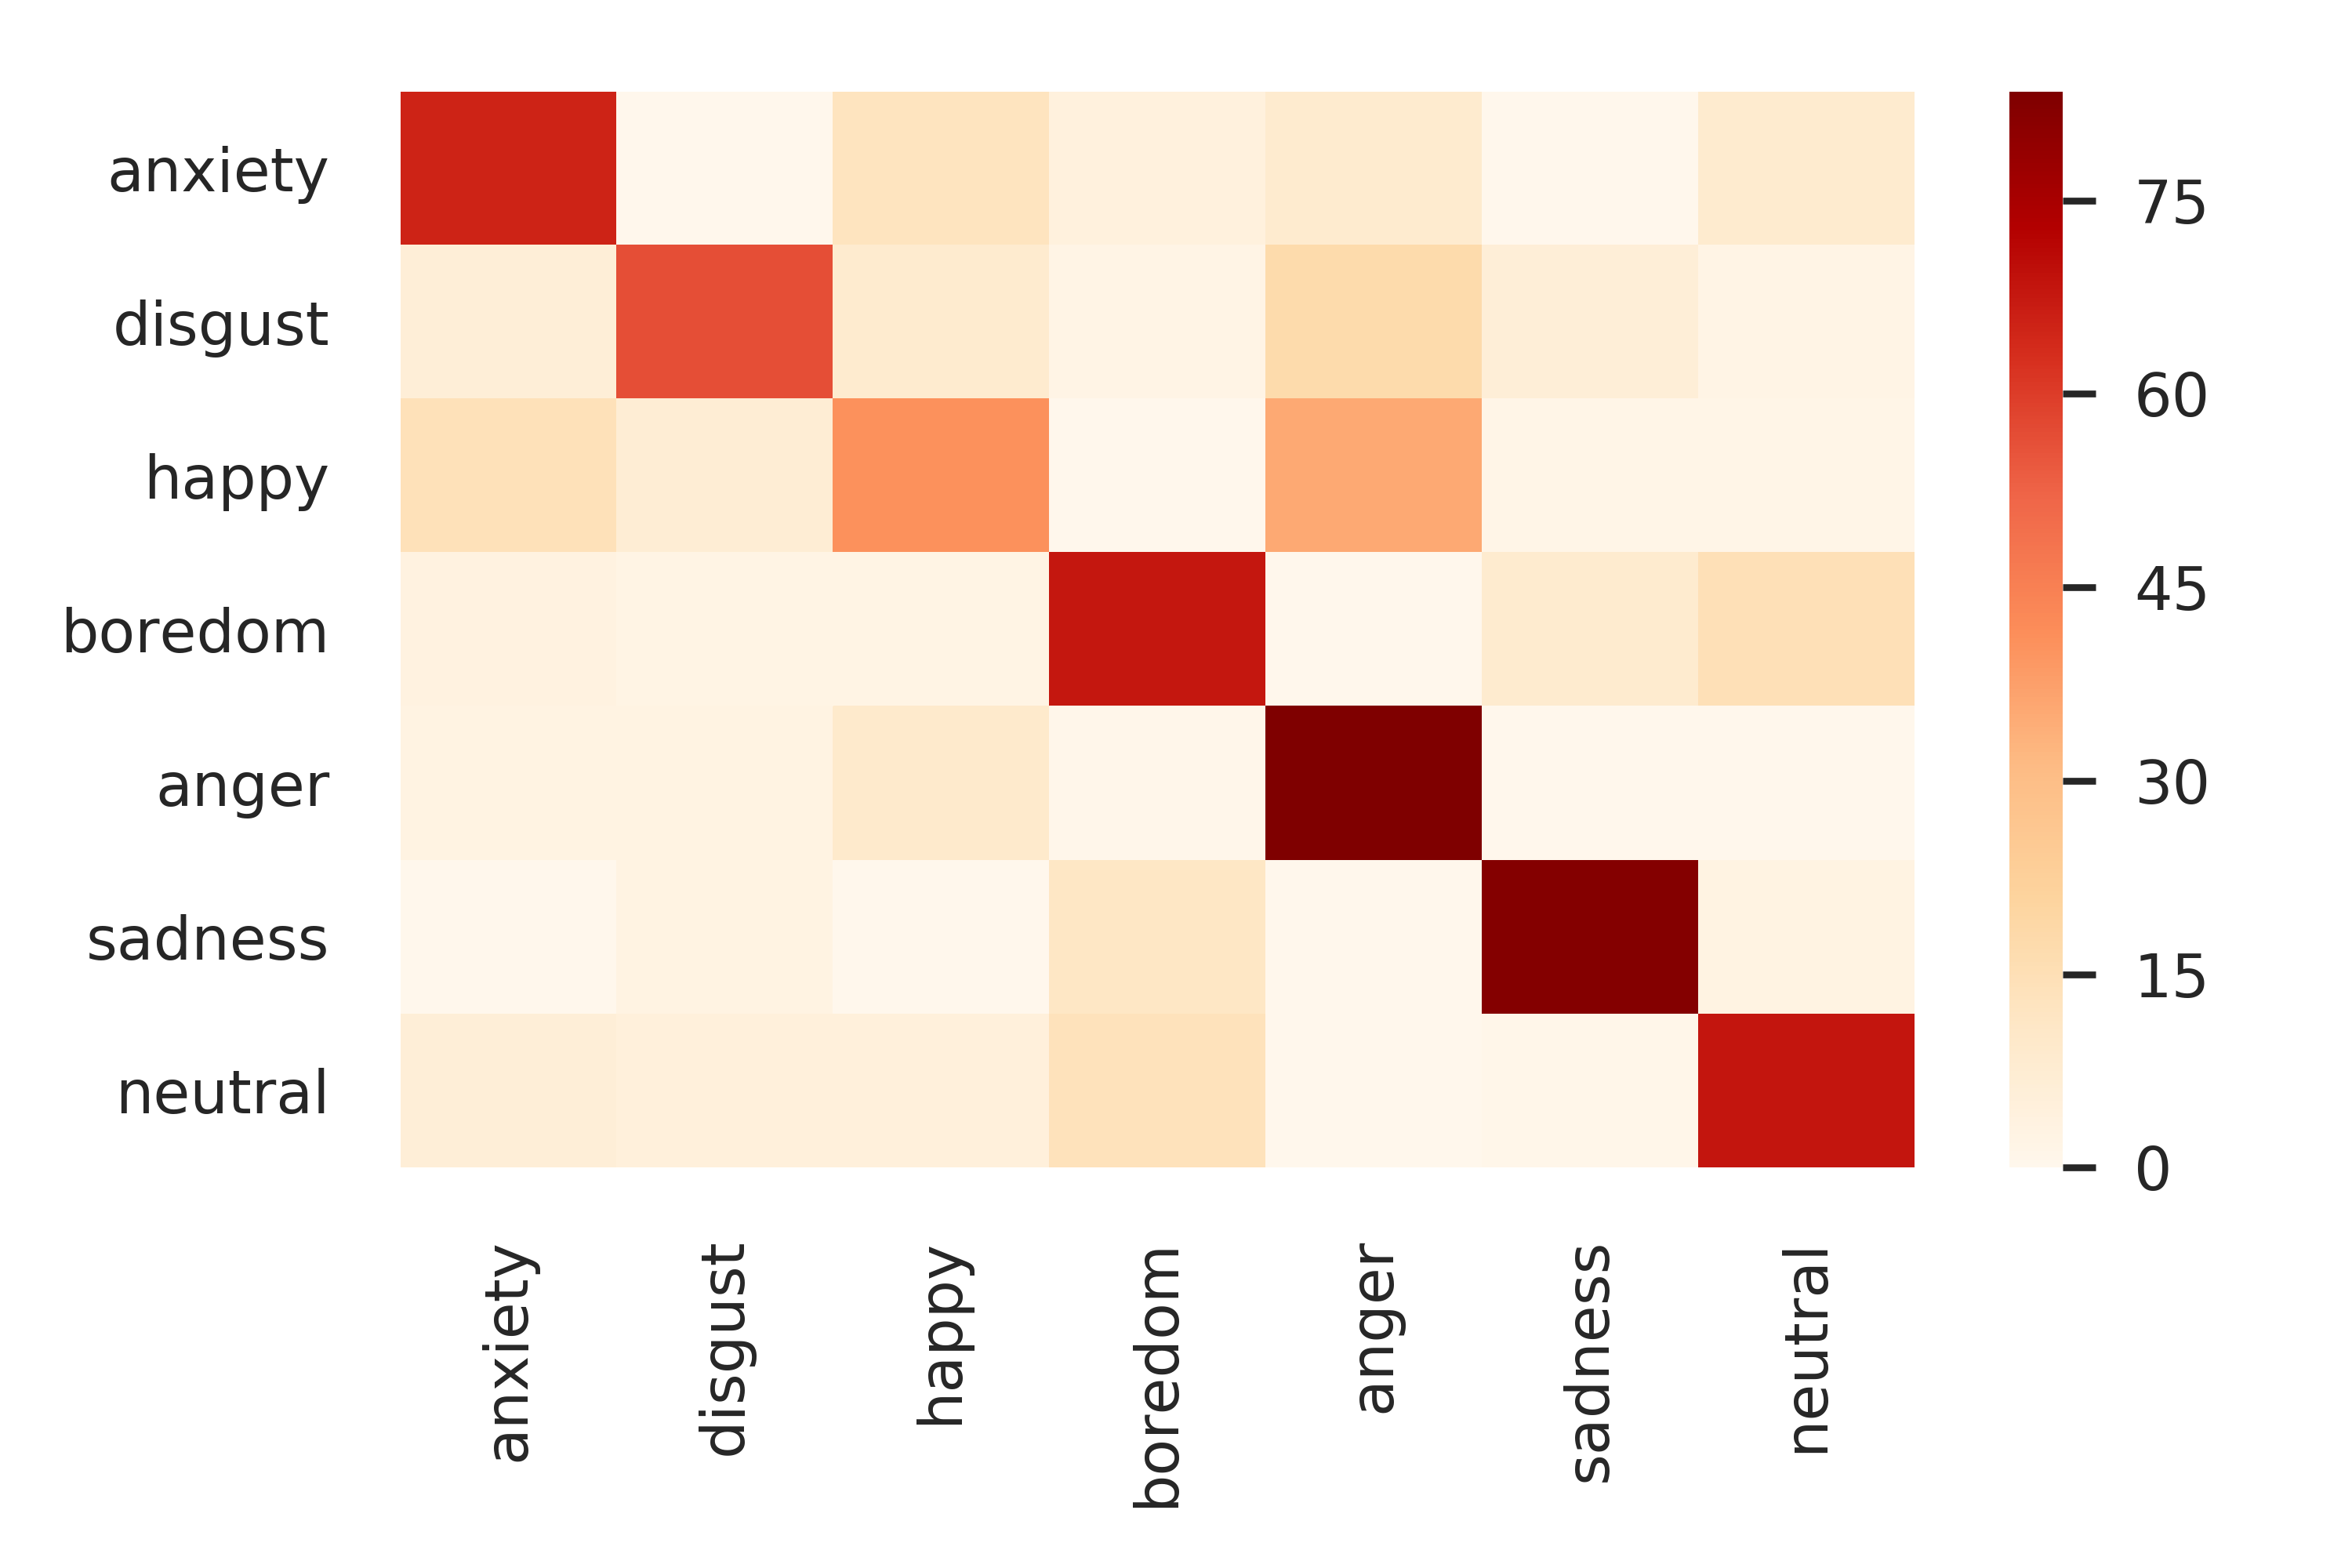 anxiety
disgust
happy
boredom
anger
sadness
neutral
75
60
45
30
15
0
anxiety
disgust
happy
boredom
anger
sadness
neutral